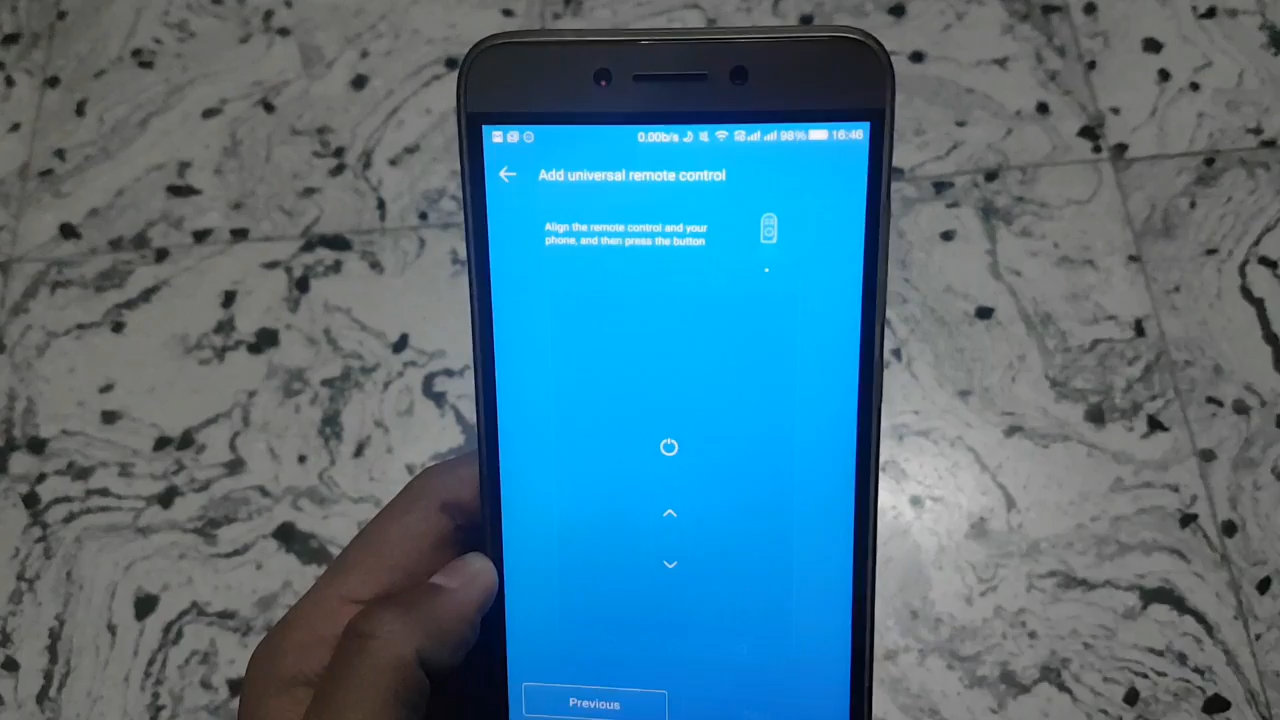 0.00b/s 98% 16:46
Add universal remote control
Align the remote control and your
phone, and then press the button
Previous